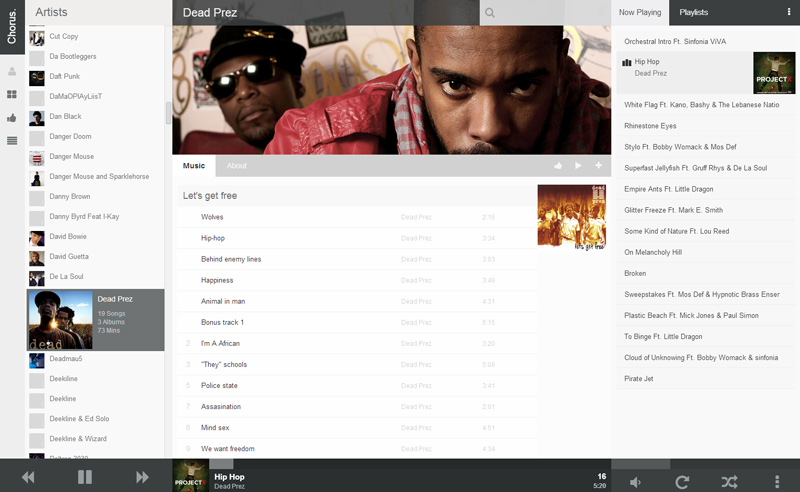 Chorus.
Artists
Cut Copy
Da Bootleggers
Daft Punk
DaMaOPlAyLiisT
Dan Black
Danger Doom
Danger Mouse
Danger Mouse and Sparklehorse
Danny Brown
Danny Byrd Feat I-Kay
David Bowie
David Guetta
De La Soul
Dead Prez
19 Songs
3 Albums
73 Mins
dead
Deadmau5
Deekiline
Deekline
Deekline & Ed Solo
Deekline & Wizard
Dead Prez
Music
About
Let's get free
Wolves Dead Prez 2:16
Hip-hop Dead Prez 3:34
Behind enemy lines Dead Prez 3:03
Happiness Dead Prez 3:49
Animal in man Dead Prez 4:31
Bonus track 1 Dead Prez 5:15
2 I'm A African Dead Prez 3:20
3 "They" schools Dead Prez 5:06
5 Police state Dead Prez 3:41
7 Assasination Dead Prez 2:01
8 Mind sex Dead Prez 4:51
9 We want freedom Dead Prez 4:34
dead
prez
let's get free
Now Playing
Playlists
Orchestral Intro Ft. Sinfonia ViVA
Hip Hop
Dead Prez
PROJECT X
White Flag Ft. Kano, Bashy & The Lebanese Natio
Rhinestone Eyes
Stylo Ft. Bobby Womack & Mos Def
Superfast Jellyfish Ft. Gruff Rhys & De La Soul
Empire Ants Ft. Little Dragon
Glitter Freeze Ft. Mark E. Smith
Some Kind of Nature Ft. Lou Reed
On Melancholy Hill
Broken
Sweepstakes Ft. Mos Def & Hypnotic Brass Enser
Plastic Beach Ft. Mick Jones & Paul Simon
To Binge Ft. Little Dragon
Cloud of Unknowing Ft. Bobby Womack & sinfonia
Pirate Jet
PROJECT X
Hip Hop
Dead Prez
16
5:20